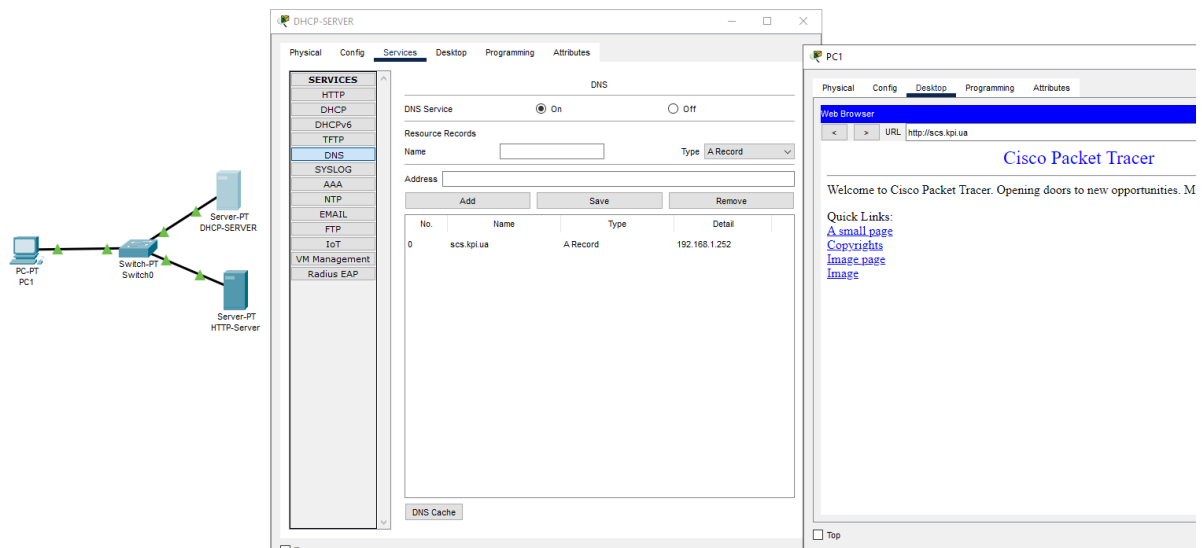 Server-PT
DHCP-SERVER
PC-PT
PC1
Switch-PT
Switch0
Server-PT
HTTP-Server
DHCP-SERVER
Physical Config Services Desktop Programming Attributes
SERVICES
HTTP
DHCP
DHCPv6
TFTP
DNS
SYSLOG
AAA
NTP
EMAIL
FTP
IoT
VM Management
Radius EAP
DNS
DNS Service On Off
Resource Records
Name Type A Record
Address
Add Save Remove
No. Name Type Detail
0 scs.kpi.ua A Record 192.168.1.252
DNS Cache
PC1
Physical Config Desktop Programming Attributes
Web Browser
< > URL http://scs.kpi.ua
Cisco Packet Tracer
Welcome to Cisco Packet Tracer. Opening doors to new opportunities. M
Quick Links:
A small page
Copyrights
Image page
Image
Top